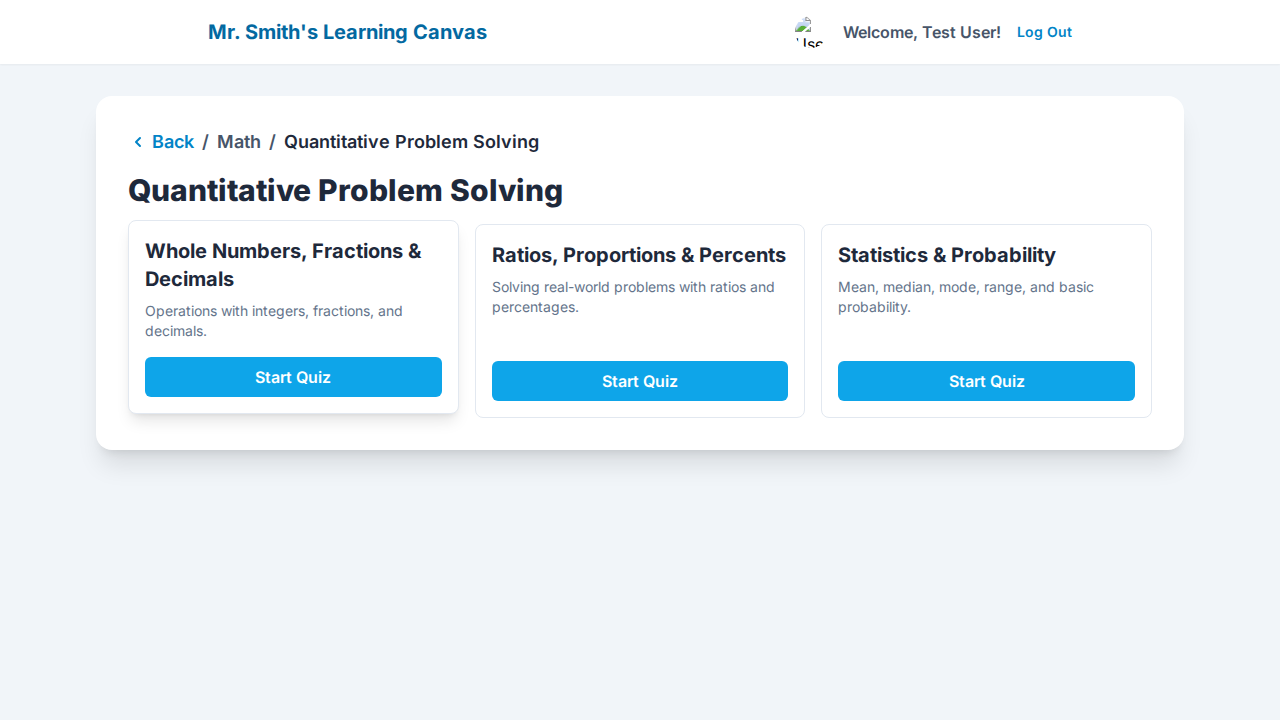 Mr. Smith's Learning Canvas
Welcome, Test User!
Log Out
Back / Math / Quantitative Problem Solving
Quantitative Problem Solving
Whole Numbers, Fractions &
Decimals
Operations with integers, fractions, and
decimals.
Start Quiz
Ratios, Proportions & Percents
Solving real-world problems with ratios and
percentages.
Start Quiz
Statistics & Probability
Mean, median, mode, range, and basic
probability.
Start Quiz